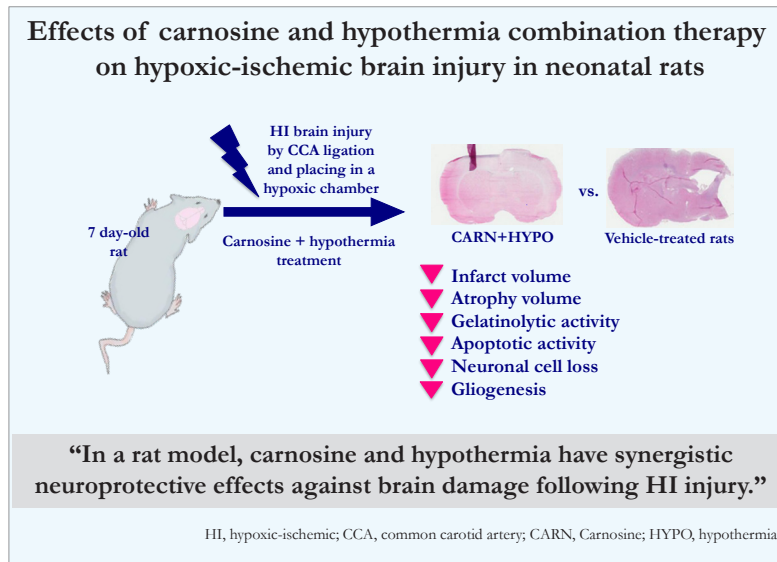 Effects of carnosine and hypothermia combination therapy
on hypoxic-ischemic brain injury in neonatal rats
HI brain injury
by CCA ligation
and placing in a
hypoxic chamber
7 day-old
rat
Carnosine + hypothermia
treatment
CARN+HYPO
vs.
Vehicle-treated rats
Infarct volume
Atrophy volume
Gelatinolytic activity
Apoptotic activity
Neuronal cell loss
Gliogenesis
“In a rat model, carnosine and hypothermia have synergistic
neuroprotective effects against brain damage following HI injury.”
HI, hypoxic-ischemic; CCA, common carotid artery; CARN, Carnosine; HYPO, hypothermia